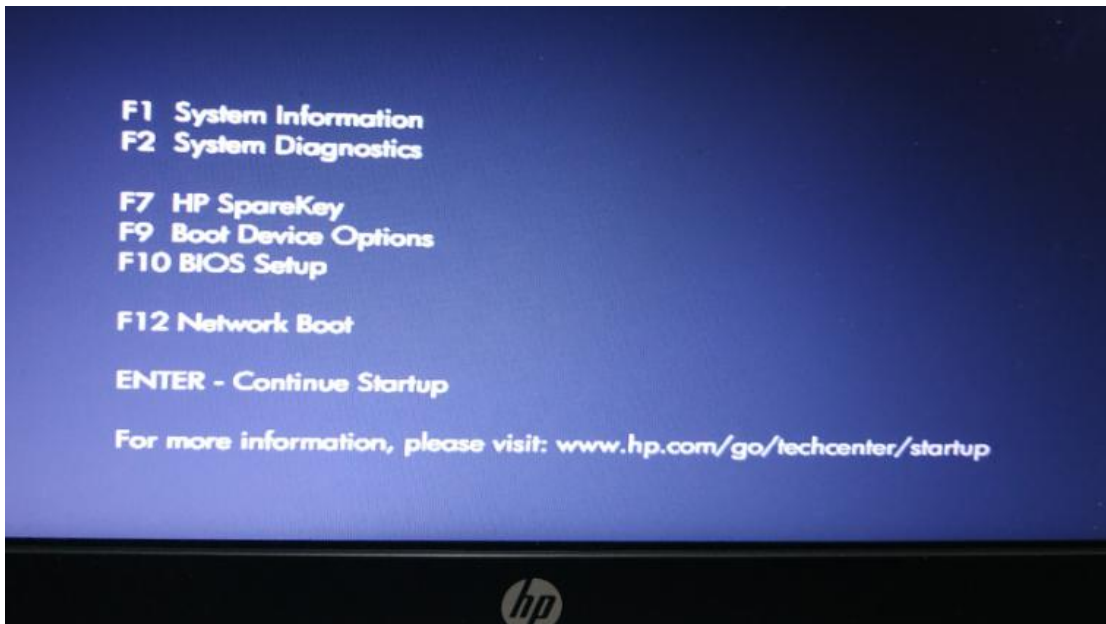 F1 System Information
F2 System Diagnostics
F7 HP SpareKey
F9 Boot Device Options
F10 BIOS Setup
F12 Network Boot
ENTER - Continue Startup
For more information, please visit: www.hp.com/go/techcenter/startup
hp